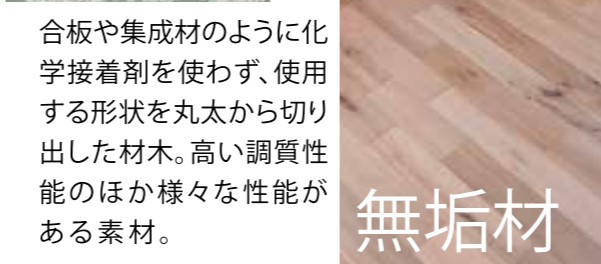 合板や集成材のように化
学接着剤を使わず、使用
する形状を丸太から切り
出した材木。高い調質性
能のほか様々な性能が
ある素材。
無垢材